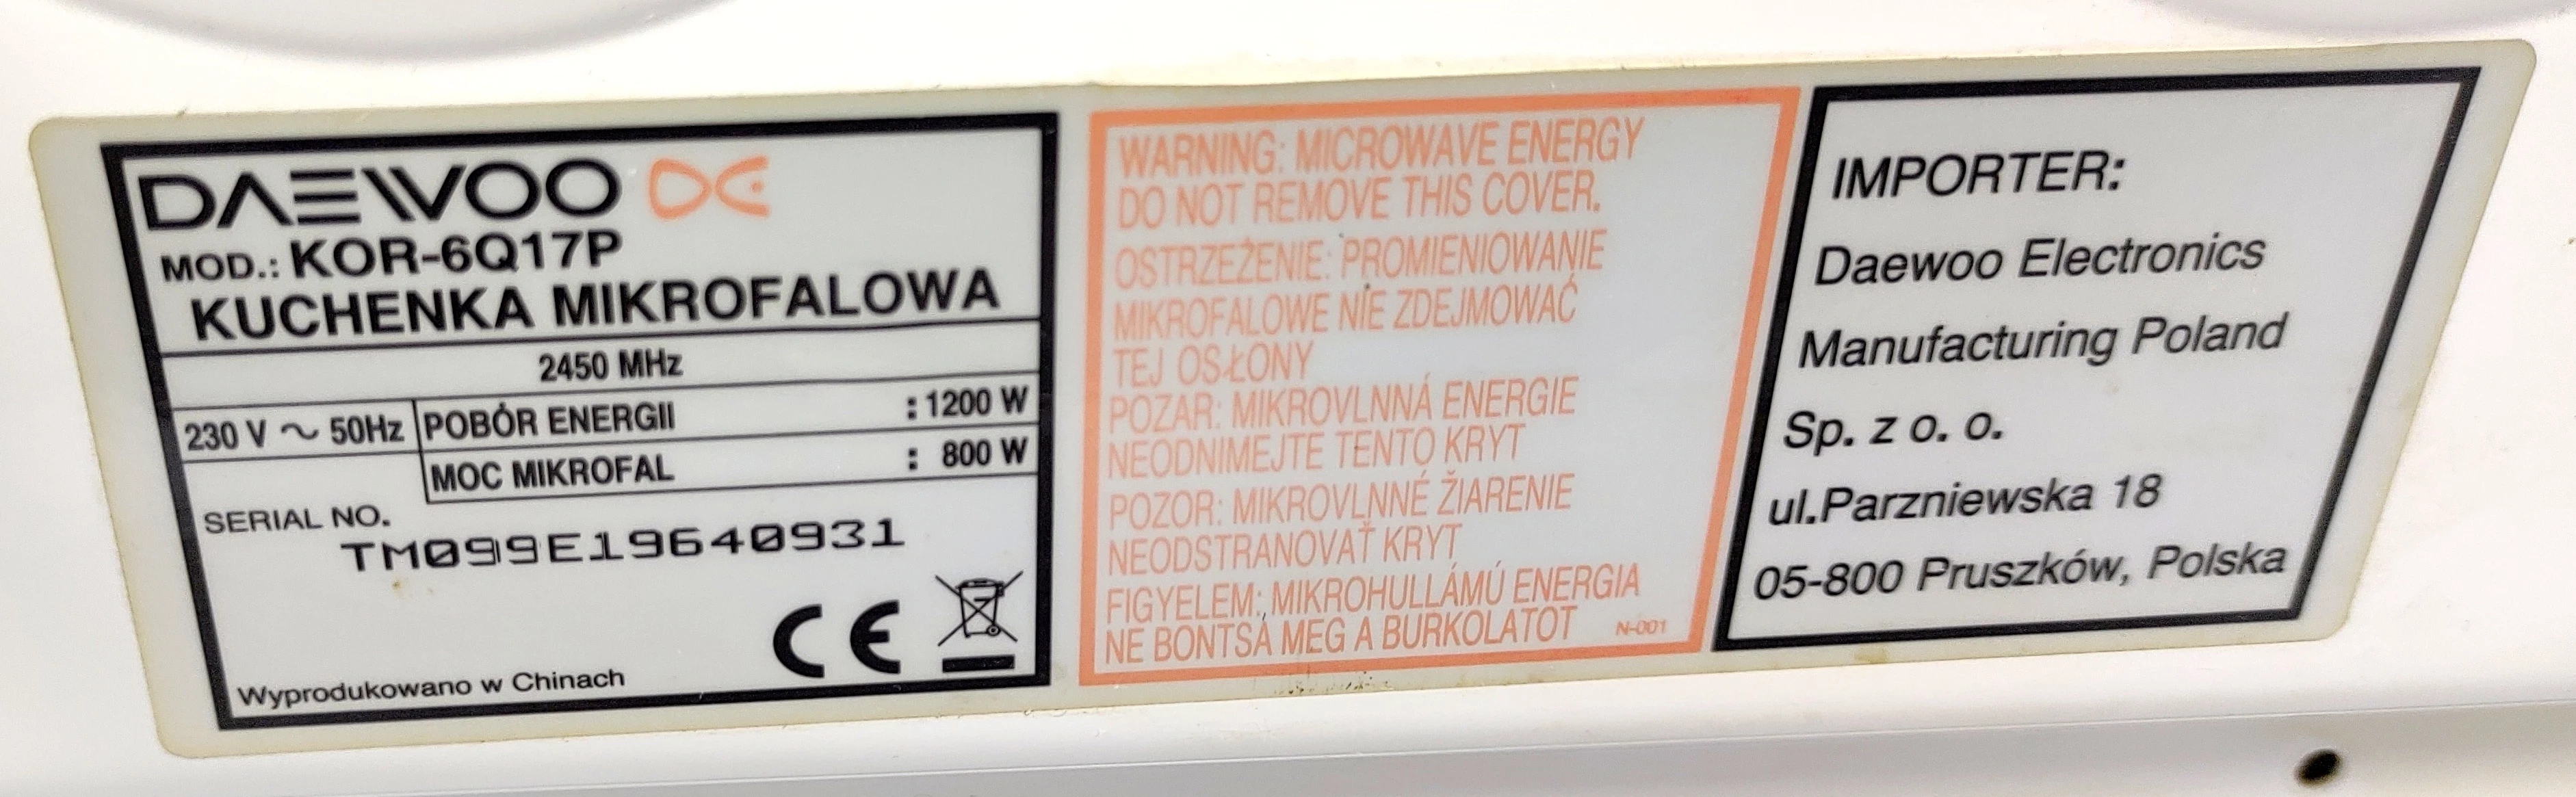 DAEWOO
MOD.: KOR-6Q17P
KUCHENKA MIKROFALOWA
2450 MHz
230 V ~ 50Hz
POBÓR ENERGII : 1200 W
MOC MIKROFAL : 800 W
SERIAL NO.
TM099E19640931
CE
Wyprodukowano w Chinach
WARNING: MICROWAVE ENERGY
DO NOT REMOVE THIS COVER.
OSTRZEŻENIE: PROMIENIOWANIE
MIKROFALOWE NIE ZDEJMOWAĆ
TEJ OSŁONY
POZAR: MIKROVLNNÁ ENERGIE
NEODNIMEJTE TENTO KRYT
POZOR: MIKROVLNNÉ ŽIARENIE
NEODSTRANOVAŤ KRYT
FIGYELEM: MIKROHULLÁMÚ ENERGIA
NE BONTSA MEG A BURKOLATOT N-001
IMPORTER:
Daewoo Electronics
Manufacturing Poland
Sp. z o. o.
ul.Parzniewska 18
05-800 Pruszków, Polska